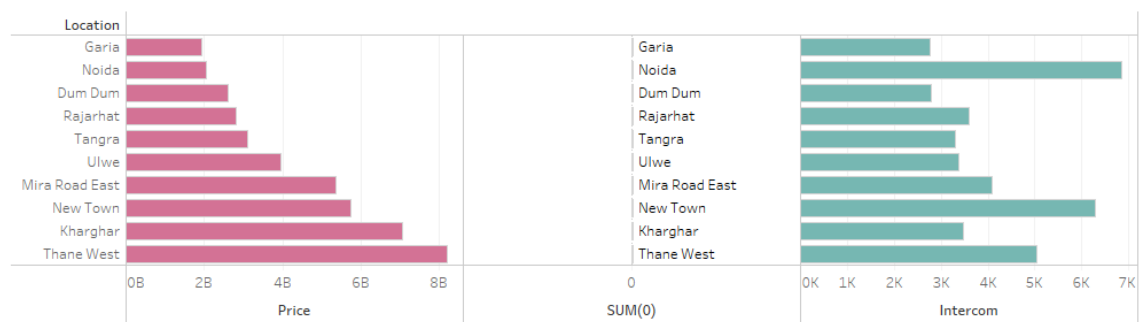 Location
Garia Garia
Noida Noida
Dum Dum Dum Dum
Rajarhat Rajarhat
Tangra Tangra
Ulwe Ulwe
Mira Road East Mira Road East
New Town New Town
Kharghar Kharghar
Thane West Thane West
0B 2B 4B 6B 8B 0 0K 1K 2K 3K 4K 5K 6K 7K
Price SUM(0) Intercom